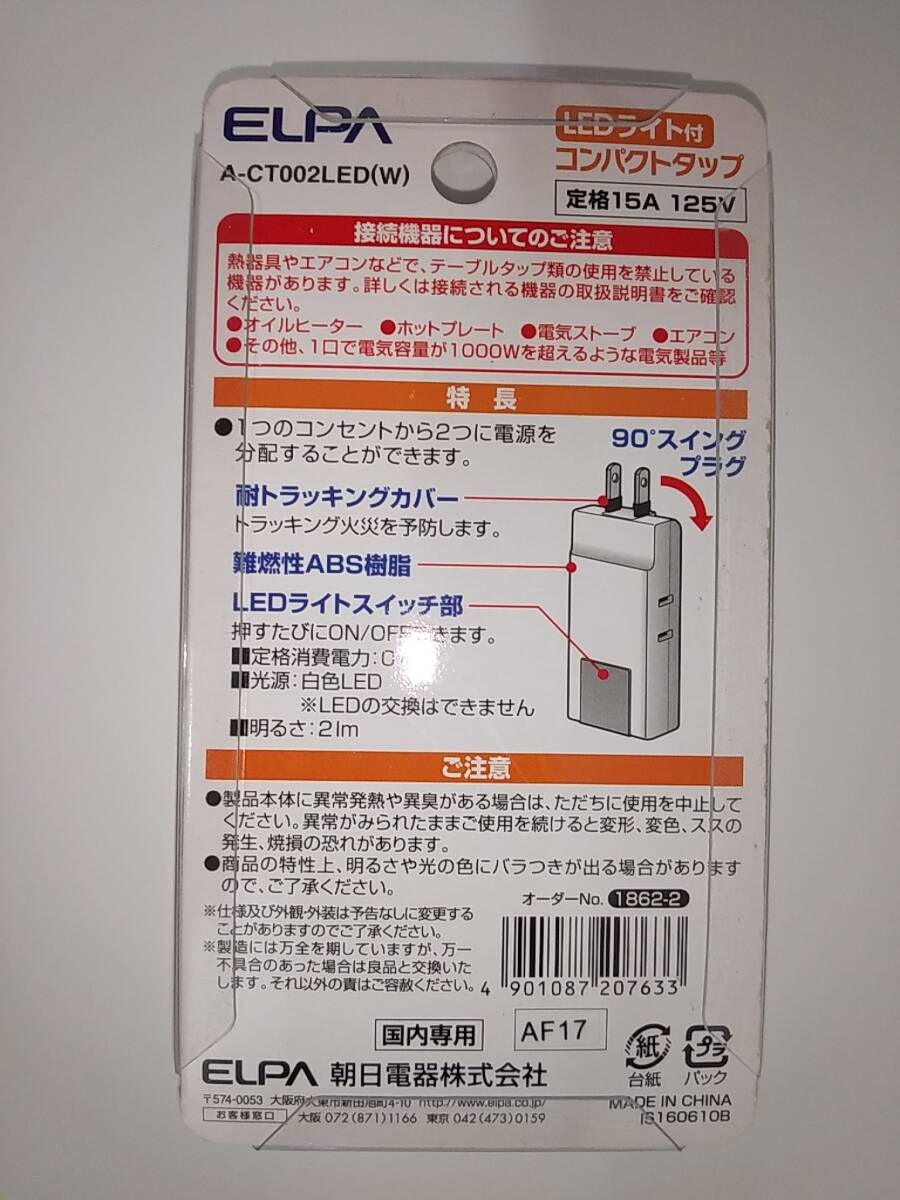 ELPA
A-CT002LED(W)
LEDライト付
コンパクトタップ
定格15A 125V
接続機器についてのご注意
熱器具やエアコンなどで、テーブルタップ類の使用を禁止している
機器があります。詳しくは接続される機器の取扱説明書をご確認
ください。
●オイルヒーター ●ホットプレート ●電気ストーブ ●エアコン
●その他、1口で電気容量が1000Wを超えるような電気製品等
特長
●1つのコンセントから2つに電源を
分配することができます。
90°スイング
プラグ
耐トラッキングカバー
トラッキング火災を予防します。
難燃性ABS樹脂
LEDライトスイッチ部
押すたびにON/OFFできます。
■定格消費電力:
■光源:白色LED
※LEDの交換はできません
■明るさ:2lm
ご注意
●製品本体に異常発熱や異臭がある場合は、ただちに使用を中止して
ください。異常がみられたままご使用を続けると変形、変色、ススの
発生、焼損の恐れがあります。
●商品の特性上、明るさや光の色にバラつきが出る場合があります
ので、ご了承ください。
オーダーNo. 1862-2
※仕様及び外観・外装は予告なしに変更する
ことがありますのでご了承ください。
※製造には万全を期していますが、万一
不具合のあった場合は良品と交換いた
します。それ以外の責はご容赦ください。
4 901087 207633
国内専用
AF17
紙
台紙
プラ
パック
ELPA 朝日電器株式会社
〒574-0053 大阪府大東市新田旭町4-10 http://www.elpa.co.jp/
お客様窓口 大阪 072(871)1166 東京 042(473)0159
MADE IN CHINA
IS160610B